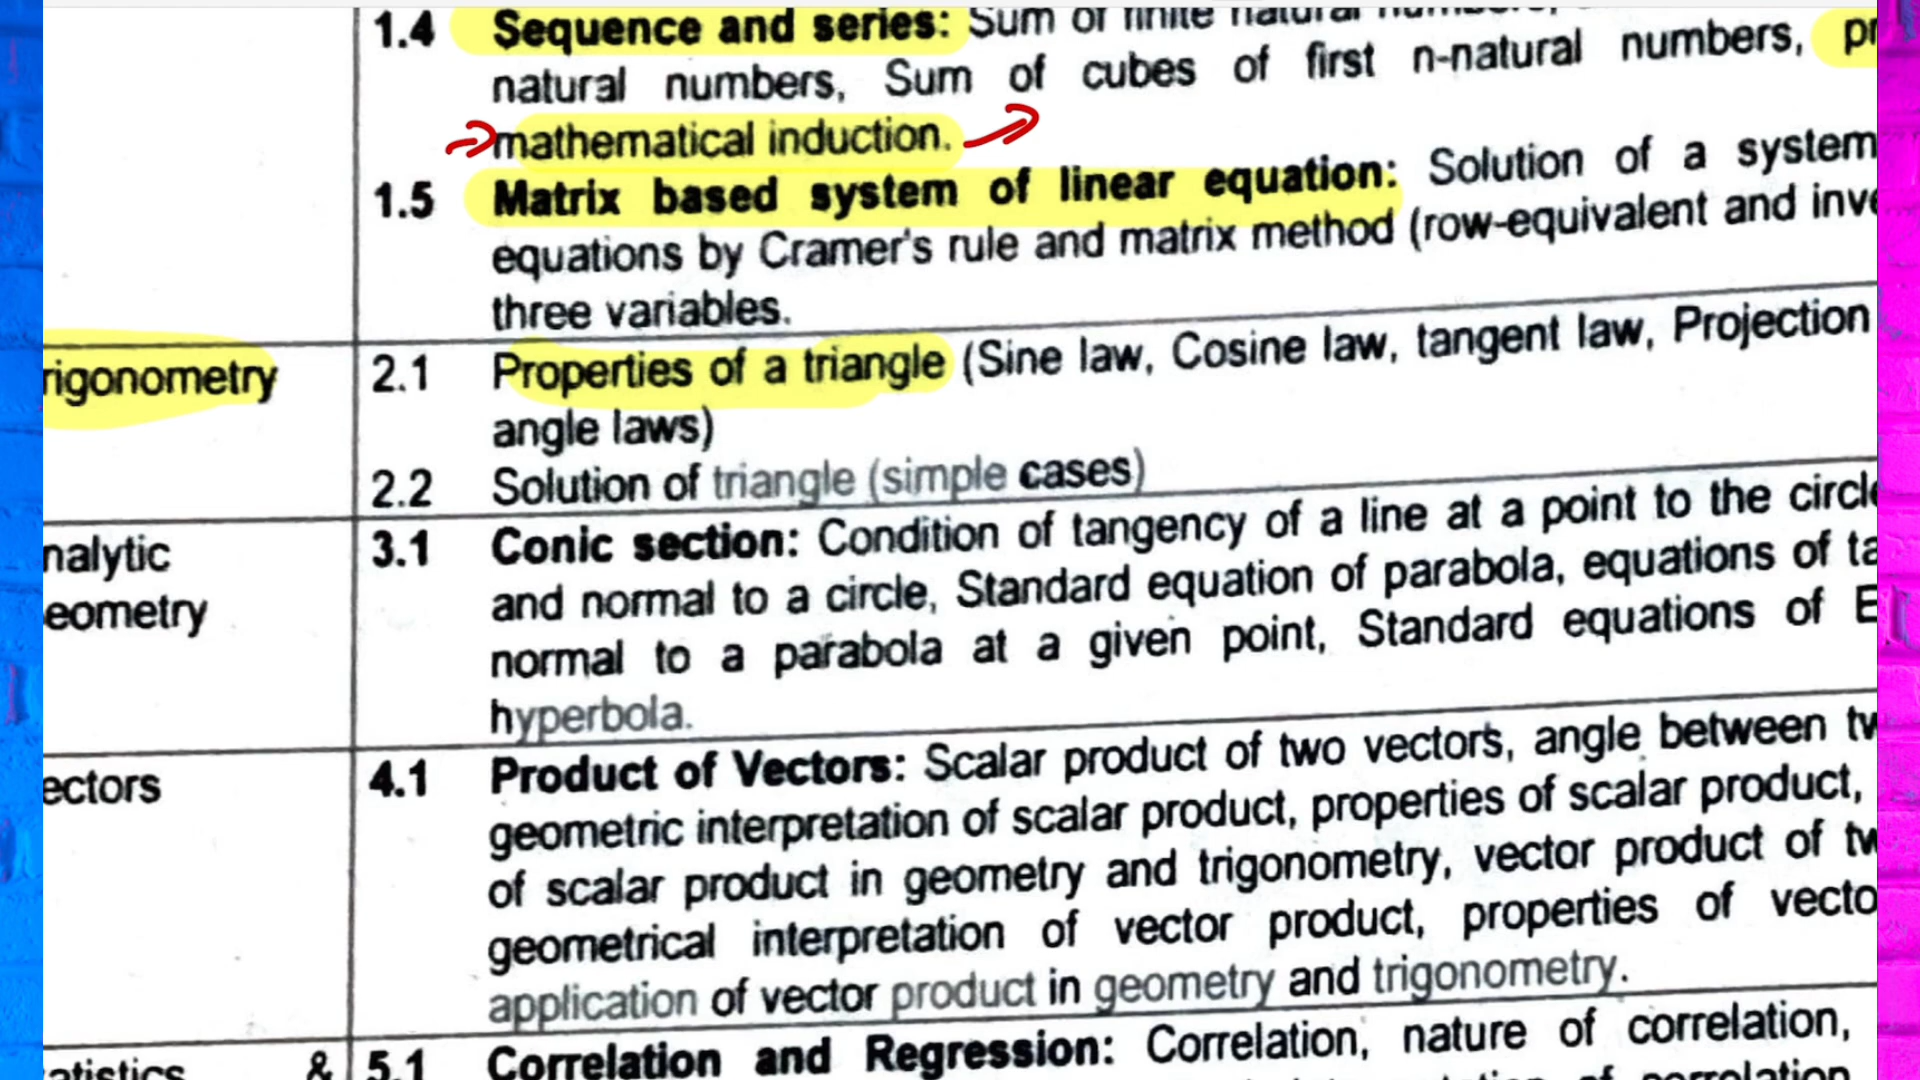 1.4 Sequence and series: Sum of finite natural numbers,
natural numbers, Sum of cubes of first n-natural numbers, pr
mathematical induction.
1.5 Matrix based system of linear equation: Solution of a system
equations by Cramer's rule and matrix method (row-equivalent and inve
three variables.
rigonometry 2.1 Properties of a triangle (Sine law, Cosine law, tangent law, Projection
angle laws)
2.2 Solution of triangle (simple cases)
nalytic 3.1 Conic section: Condition of tangency of a line at a point to the circle
eometry and normal to a circle, Standard equation of parabola, equations of ta
normal to a parabola at a given point, Standard equations of E
hyperbola.
ectors 4.1 Product of Vectors: Scalar product of two vectors, angle between tw
geometric interpretation of scalar product, properties of scalar product,
of scalar product in geometry and trigonometry, vector product of tw
geometrical interpretation of vector product, properties of vecto
application of vector product in geometry and trigonometry.
atistics & 5.1 Correlation and Regression: Correlation, nature of correlation,
of correlation